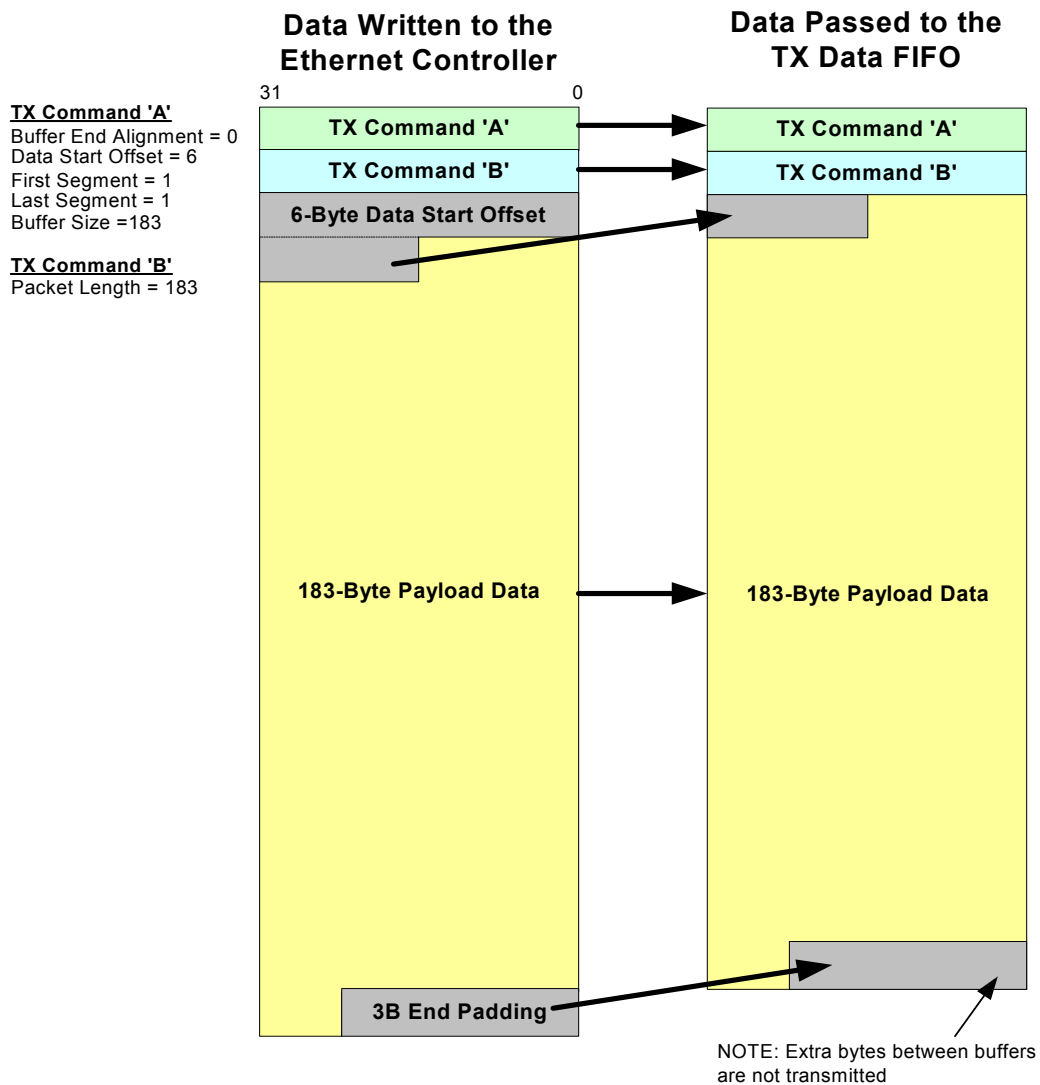 Data Written to the
Ethernet Controller
Data Passed to the
TX Data FIFO
31
0
TX Command 'A'
Buffer End Alignment = 0
Data Start Offset = 6
First Segment = 1
Last Segment = 1
Buffer Size =183
TX Command 'B'
Packet Length = 183
TX Command 'A'
TX Command 'B'
6-Byte Data Start Offset
183-Byte Payload Data
3B End Padding
TX Command 'A'
TX Command 'B'
183-Byte Payload Data
NOTE: Extra bytes between buffers
are not transmitted